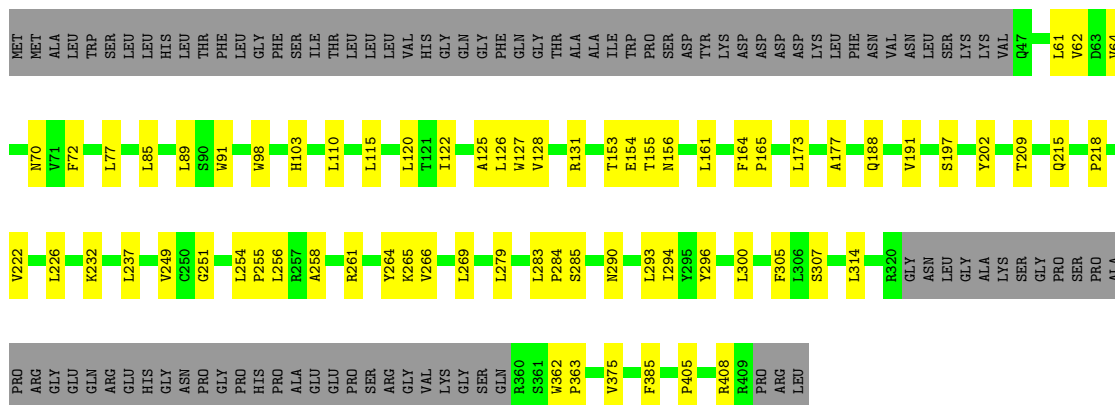 MET MET ALA LEU TRP SER LEU LEU HIS LEU THR PHE LEU GLY PHE SER ILE THR LEU LEU LEU VAL HIS GLY GLN GLY PHE GLN GLY THR ALA ALA ILE TRP PRO SER ASP TYR LYS ASP ASP ASP ASP LYS LEU PHE ASN VAL ASN LEU SER LYS LYS VAL Q47 L61 V62 D63 V64
N70 V71 F72 L77 L85 L89 S90 W91 W98 H103 L110 L115 L120 T121 I122 A125 L126 W127 V128 R131 T153 E154 T155 N156 L161 F164 P165 L173 A177 Q188 V191 S197 Y202 T209 Q215 P218
V222 L226 K232 L237 V249 C250 G251 L254 P255 L256 R257 A258 R261 Y264 K265 V266 L269 L279 L283 P284 S285 N290 L293 I294 Y295 Y296 L300 F305 L306 S307 L314 R320 GLY ASN LEU GLY ALA LYS SER GLY PRO SER PRO ALA
PRO ARG GLY GLU GLU GLN ARG GLU HIS GLY ASN PRO GLY PRO HIS PRO ALA GLU GLU PRO SER ARG GLY VAL LYS GLY SER GLN R360 S361 W362 P363 V375 F385 P405 R408 R409 PRO ARG LEU